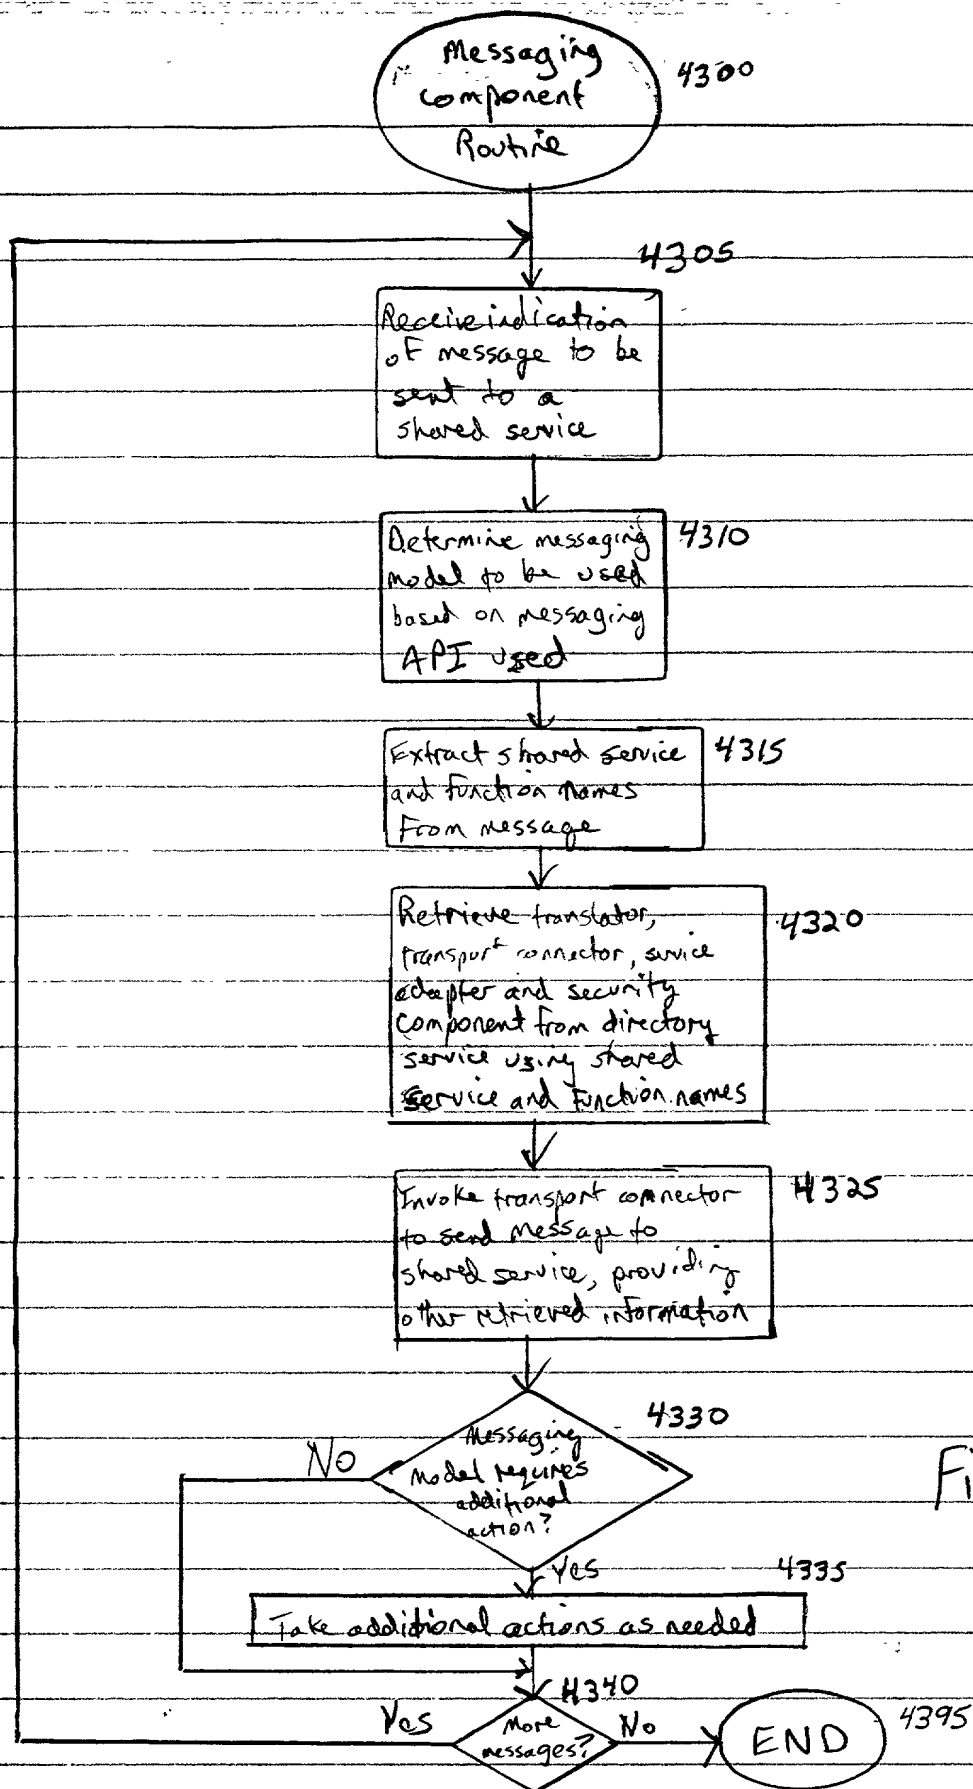 Messaging
Component
Routine
4300
4305
Receive indication
of message to be
sent to a
shared service
Determine messaging
model to be used
based on messaging
API used
4310
Extract shared service
and function names
From message
4315
Retrieve translator,
transport connector, service
adapter and security
component from directory
service using shared
service and function names
4320
Invoke transport connector
to send message to
shared service, providing
other retrieved information
4325
4330
Messaging
model requires
additional
action?
No
Yes
4335
Take additional actions as needed
4340
More
messages?
Yes
No
END
4395